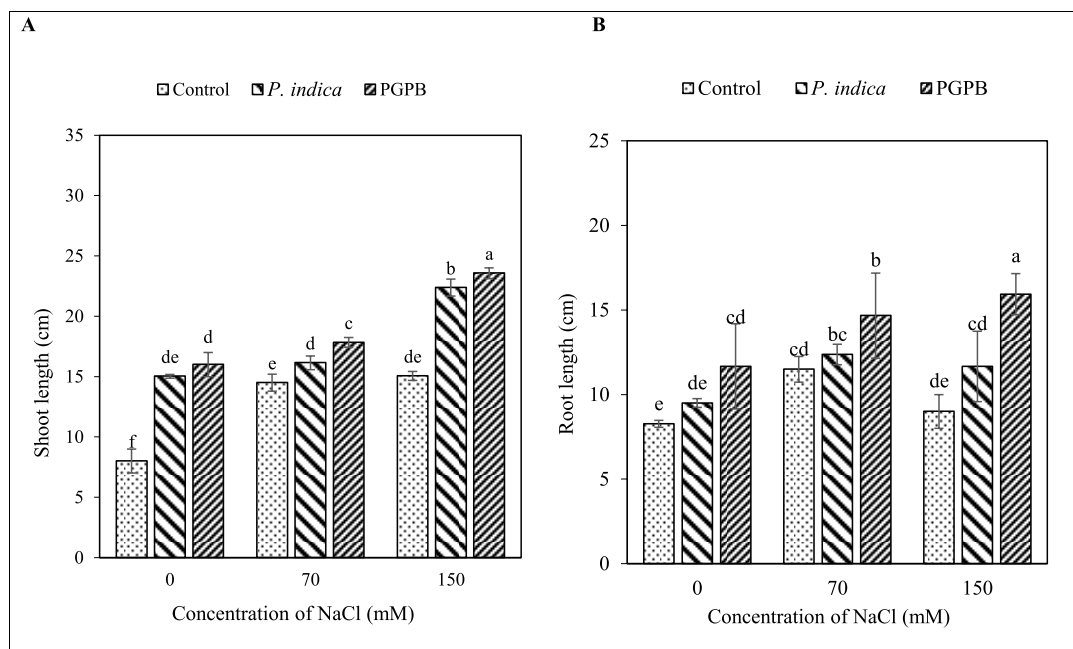 A
Control P. indica PGPB
35
30
25
20
15
10
5
0
Shoot length (cm)
f de d e d c de b a
0 70 150
Concentration of NaCl (mM)
B
Control P. indica PGPB
25
20
15
10
5
0
Root length (cm)
e de cd cd bc b de cd a
0 70 150
Concentration of NaCl (mM)